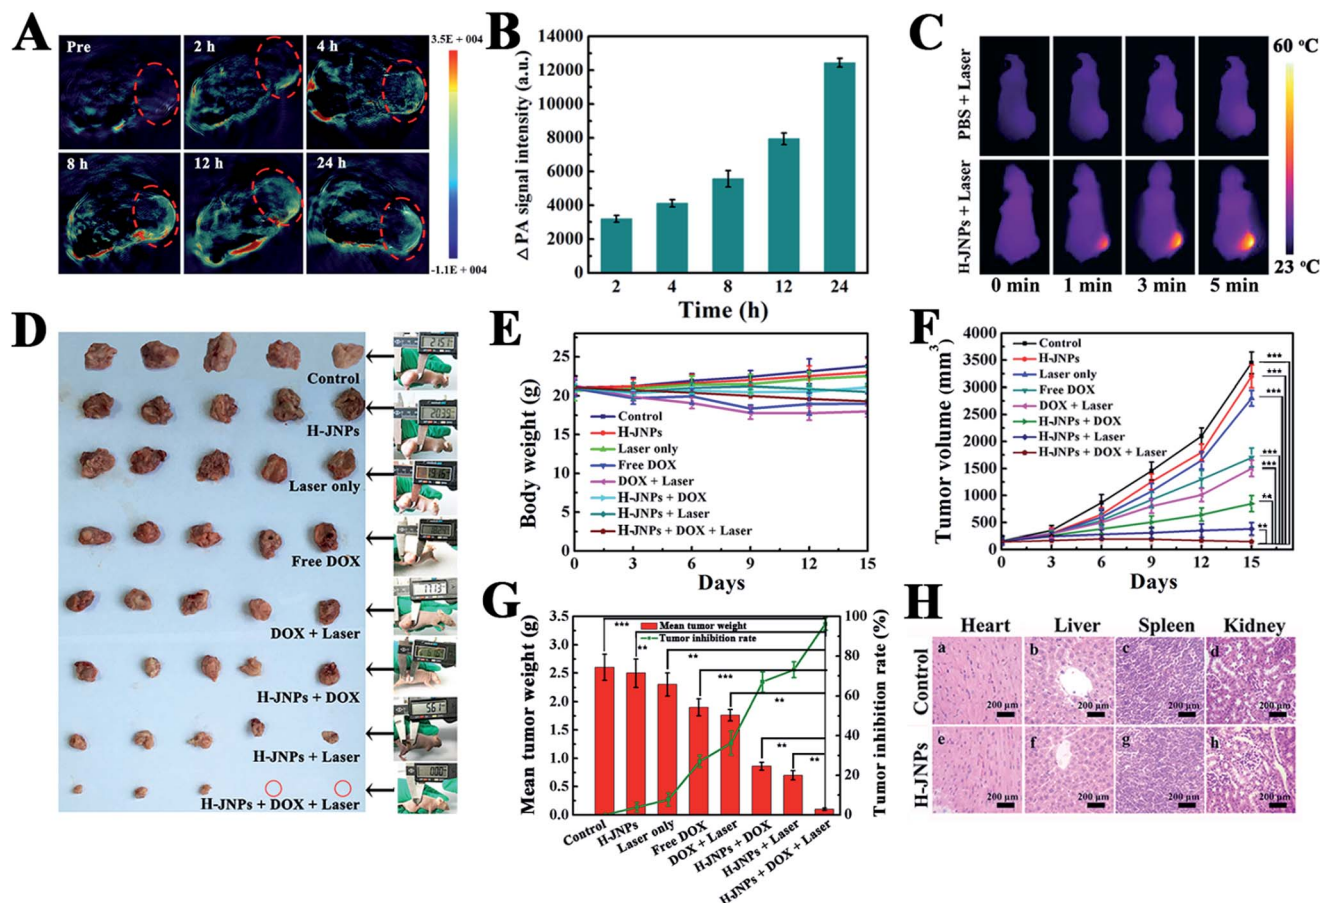 A
Pre
2 h
4 h
8 h
12 h
24 h
3.5E + 004
-1.1E + 004
B
14000
12000
10000
8000
6000
4000
2000
0
Δ PA signal intensity (a.u.)
2 4 8 12 24
Time (h)
C
PBS + Laser
H-JNPs + Laser
0 min 1 min 3 min 5 min
60 °C
23 °C
D
Control
H-JNPs
Laser only
Free DOX
DOX + Laser
H-JNPs + DOX
H-JNPs + Laser
H-JNPs + DOX + Laser
E
25
20
15
10
5
0
Body weight (g)
Control
H-JNPs
Laser only
Free DOX
DOX + Laser
H-JNPs + DOX
H-JNPs + Laser
H-JNPs + DOX + Laser
0 3 6 9 12 15
Days
F
4000
3500
3000
2500
2000
1500
1000
500
0
Tumor volume (mm³)
Control
H-JNPs
Laser only
Free DOX
DOX + Laser
H-JNPs + DOX
H-JNPs + Laser
H-JNPs + DOX + Laser
***
***
***
***
***
**
**
0 3 6 9 12 15
Days
G
3.5
3.0
2.5
2.0
1.5
1.0
0.5
0.0
Mean tumor weight (g)
Mean tumor weight
Tumor inhibition rate
***
**
**
**
***
**
**
**
100
80
60
40
20
0
Tumor inhibition rate (%)
Control
H-JNPs
Laser only
Free DOX
DOX + Laser
H-JNPs + DOX
H-JNPs + Laser
H-JNPs + DOX + Laser
H
Heart Liver Spleen Kidney
Control
a b c d
200 μm 200 μm 200 μm 200 μm
H-JNPs
e f g h
200 μm 200 μm 200 μm 200 μm